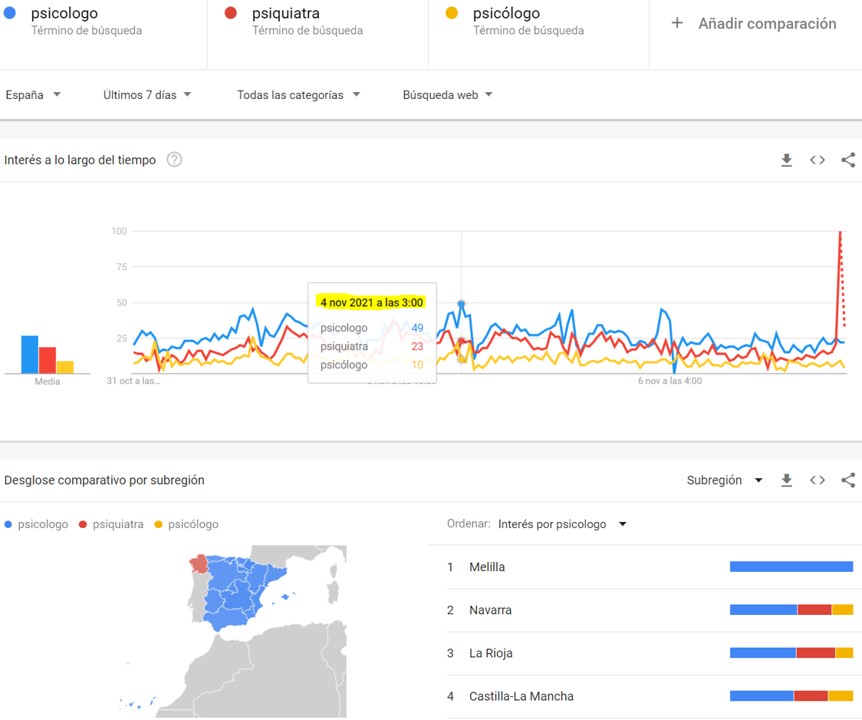 psicologo
Término de búsqueda
psiquiatra
Término de búsqueda
psicólogo
Término de búsqueda
+ Añadir comparación
España
Últimos 7 días
Todas las categorías
Búsqueda web
Interés a lo largo del tiempo
?
100
75
50
25
4 nov 2021 a las 3:00
psicologo 49
psiquiatra 23
psicólogo 10
Media
31 oct a las…
6 nov a las 4:00
Desglose comparativo por subregión
Subregión
psicologo psiquiatra psicólogo
Ordenar: Interés por psicologo
1 Melilla
2 Navarra
3 La Rioja
4 Castilla-La Mancha